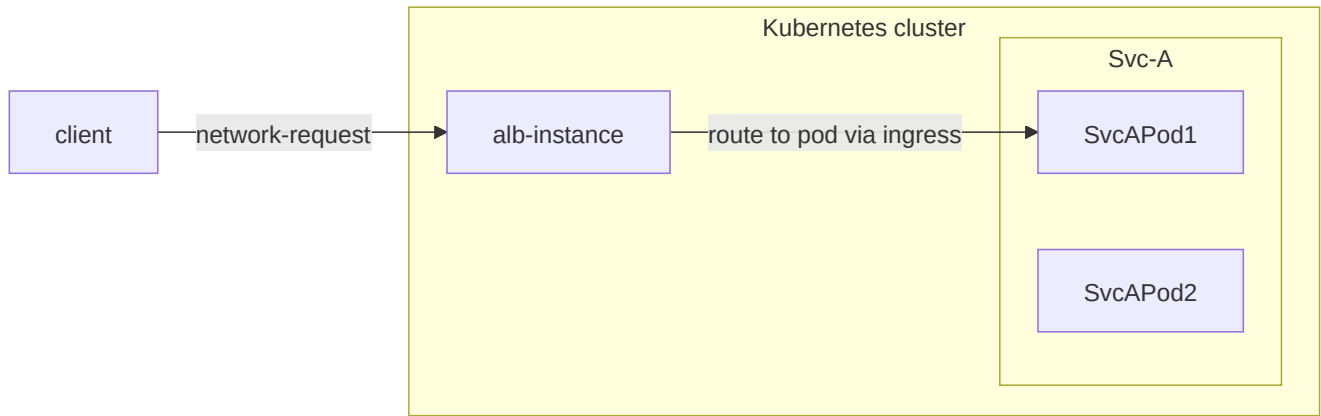 Kubernetes cluster
Svc-A
client
network-request
alb-instance
route to pod via ingress
SvcAPod1
SvcAPod2